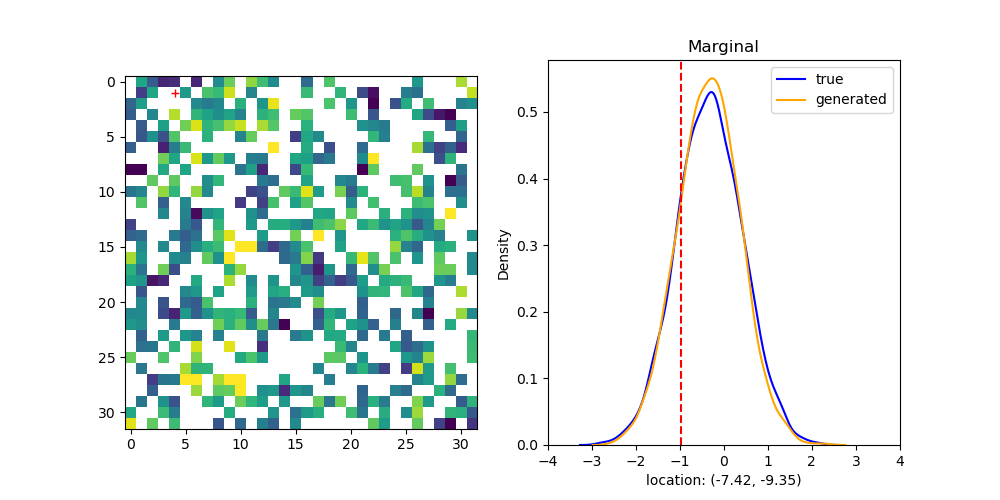 Marginal
true
generated
Density
0.0
0.1
0.2
0.3
0.4
0.5
−4 −3 −2 −1 0 1 2 3 4
location: (-7.42, -9.35)
0
5
10
15
20
25
30
0 5 10 15 20 25 30